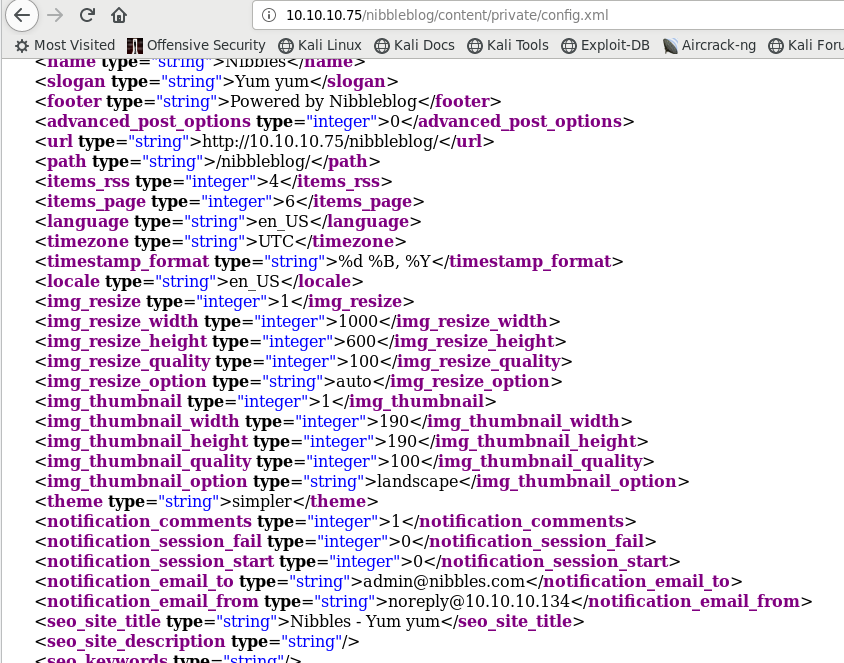 10.10.10.75/nibbleblog/content/private/config.xml
Most Visited Offensive Security Kali Linux Kali Docs Kali Tools Exploit-DB Aircrack-ng Kali Foru
<name type="string">Nibbles</name>
<slogan type="string">Yum yum</slogan>
<footer type="string">Powered by Nibbleblog</footer>
<advanced_post_options type="integer">0</advanced_post_options>
<url type="string">http://10.10.10.75/nibbleblog/</url>
<path type="string">/nibbleblog/</path>
<items_rss type="integer">4</items_rss>
<items_page type="integer">6</items_page>
<language type="string">en_US</language>
<timezone type="string">UTC</timezone>
<timestamp_format type="string">%d %B, %Y</timestamp_format>
<locale type="string">en_US</locale>
<img_resize type="integer">1</img_resize>
<img_resize_width type="integer">1000</img_resize_width>
<img_resize_height type="integer">600</img_resize_height>
<img_resize_quality type="integer">100</img_resize_quality>
<img_resize_option type="string">auto</img_resize_option>
<img_thumbnail type="integer">1</img_thumbnail>
<img_thumbnail_width type="integer">190</img_thumbnail_width>
<img_thumbnail_height type="integer">190</img_thumbnail_height>
<img_thumbnail_quality type="integer">100</img_thumbnail_quality>
<img_thumbnail_option type="string">landscape</img_thumbnail_option>
<theme type="string">simpler</theme>
<notification_comments type="integer">1</notification_comments>
<notification_session_fail type="integer">0</notification_session_fail>
<notification_session_start type="integer">0</notification_session_start>
<notification_email_to type="string">admin@nibbles.com</notification_email_to>
<notification_email_from type="string">noreply@10.10.10.134</notification_email_from>
<seo_site_title type="string">Nibbles - Yum yum</seo_site_title>
<seo_site_description type="string"/>
<seo_keywords type="string"/>